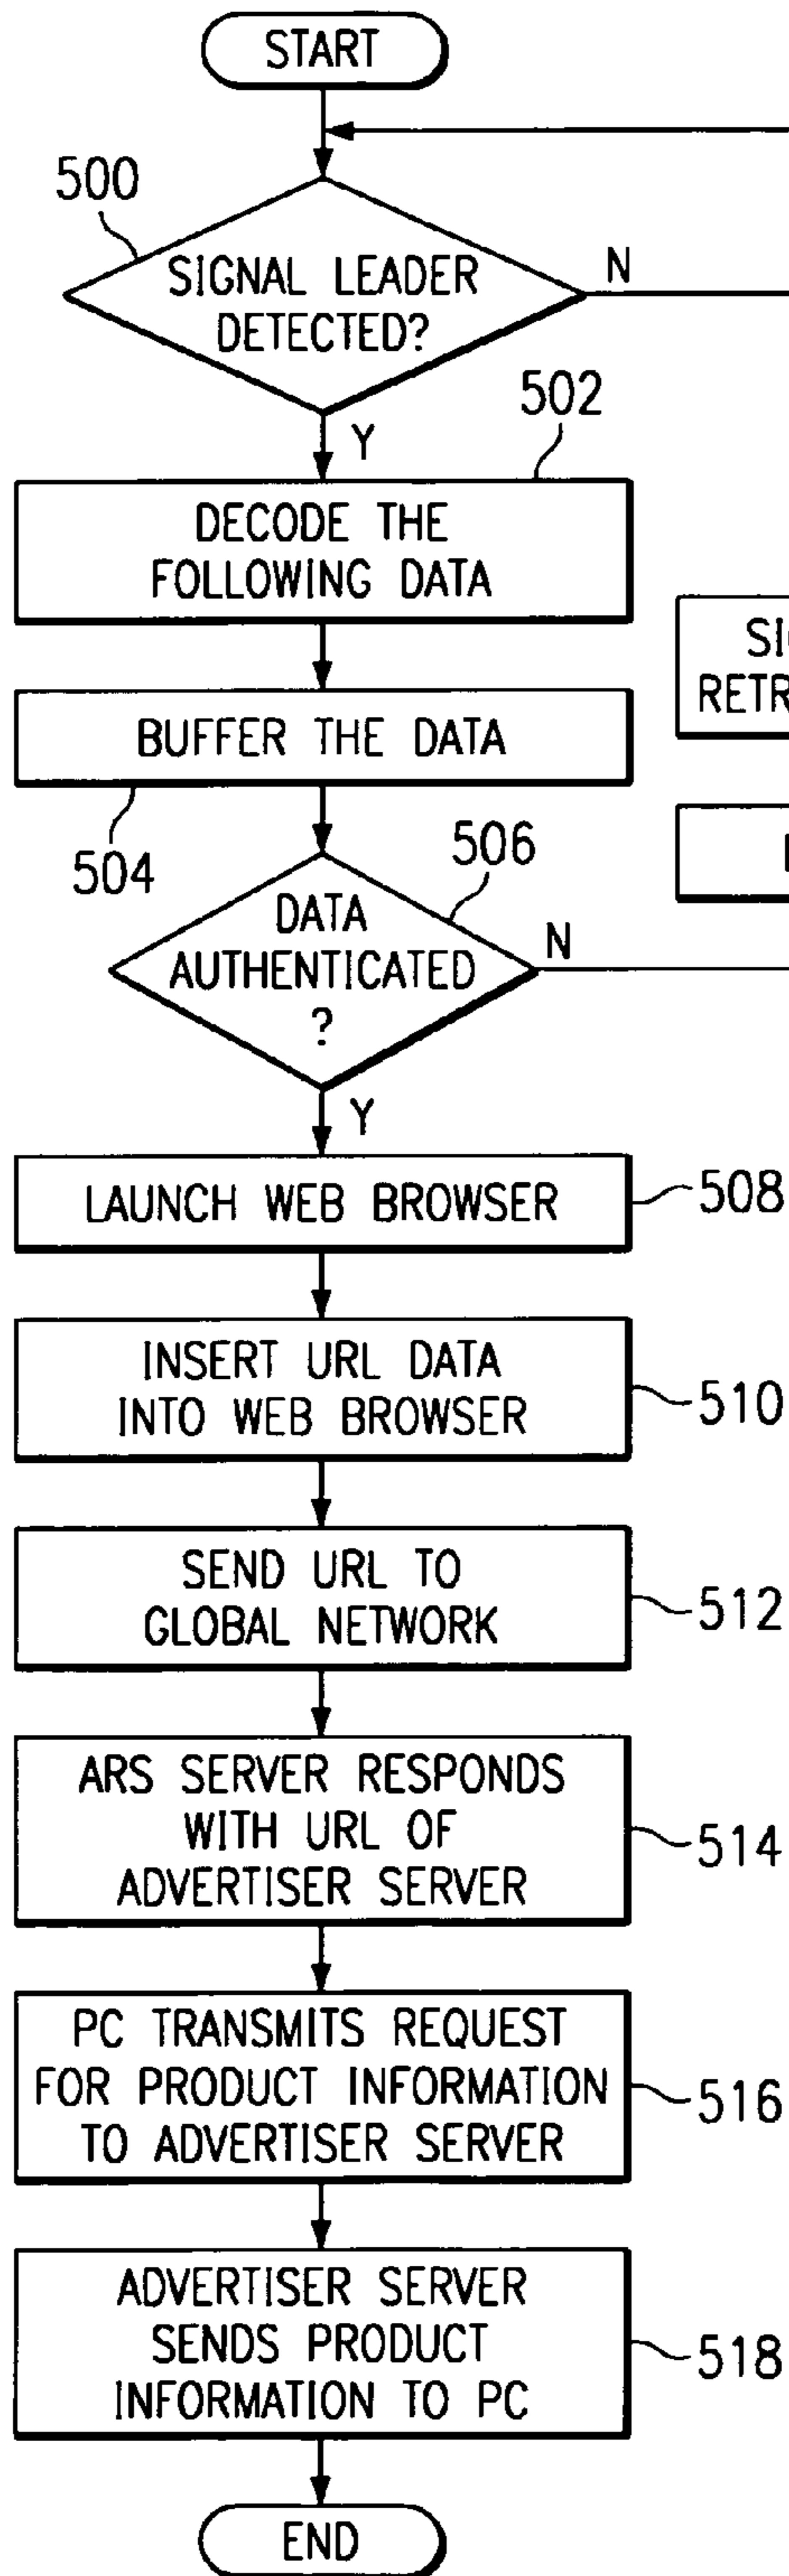 START
500
SIGNAL LEADER
DETECTED?
N
Y
502
DECODE THE
FOLLOWING DATA
BUFFER THE DATA
504
506
DATA
AUTHENTICATED
?
N
Y
LAUNCH WEB BROWSER
508
INSERT URL DATA
INTO WEB BROWSER
510
SEND URL TO
GLOBAL NETWORK
512
ARS SERVER RESPONDS
WITH URL OF
ADVERTISER SERVER
514
PC TRANSMITS REQUEST
FOR PRODUCT INFORMATION
TO ADVERTISER SERVER
516
ADVERTISER SERVER
SENDS PRODUCT
INFORMATION TO PC
518
END